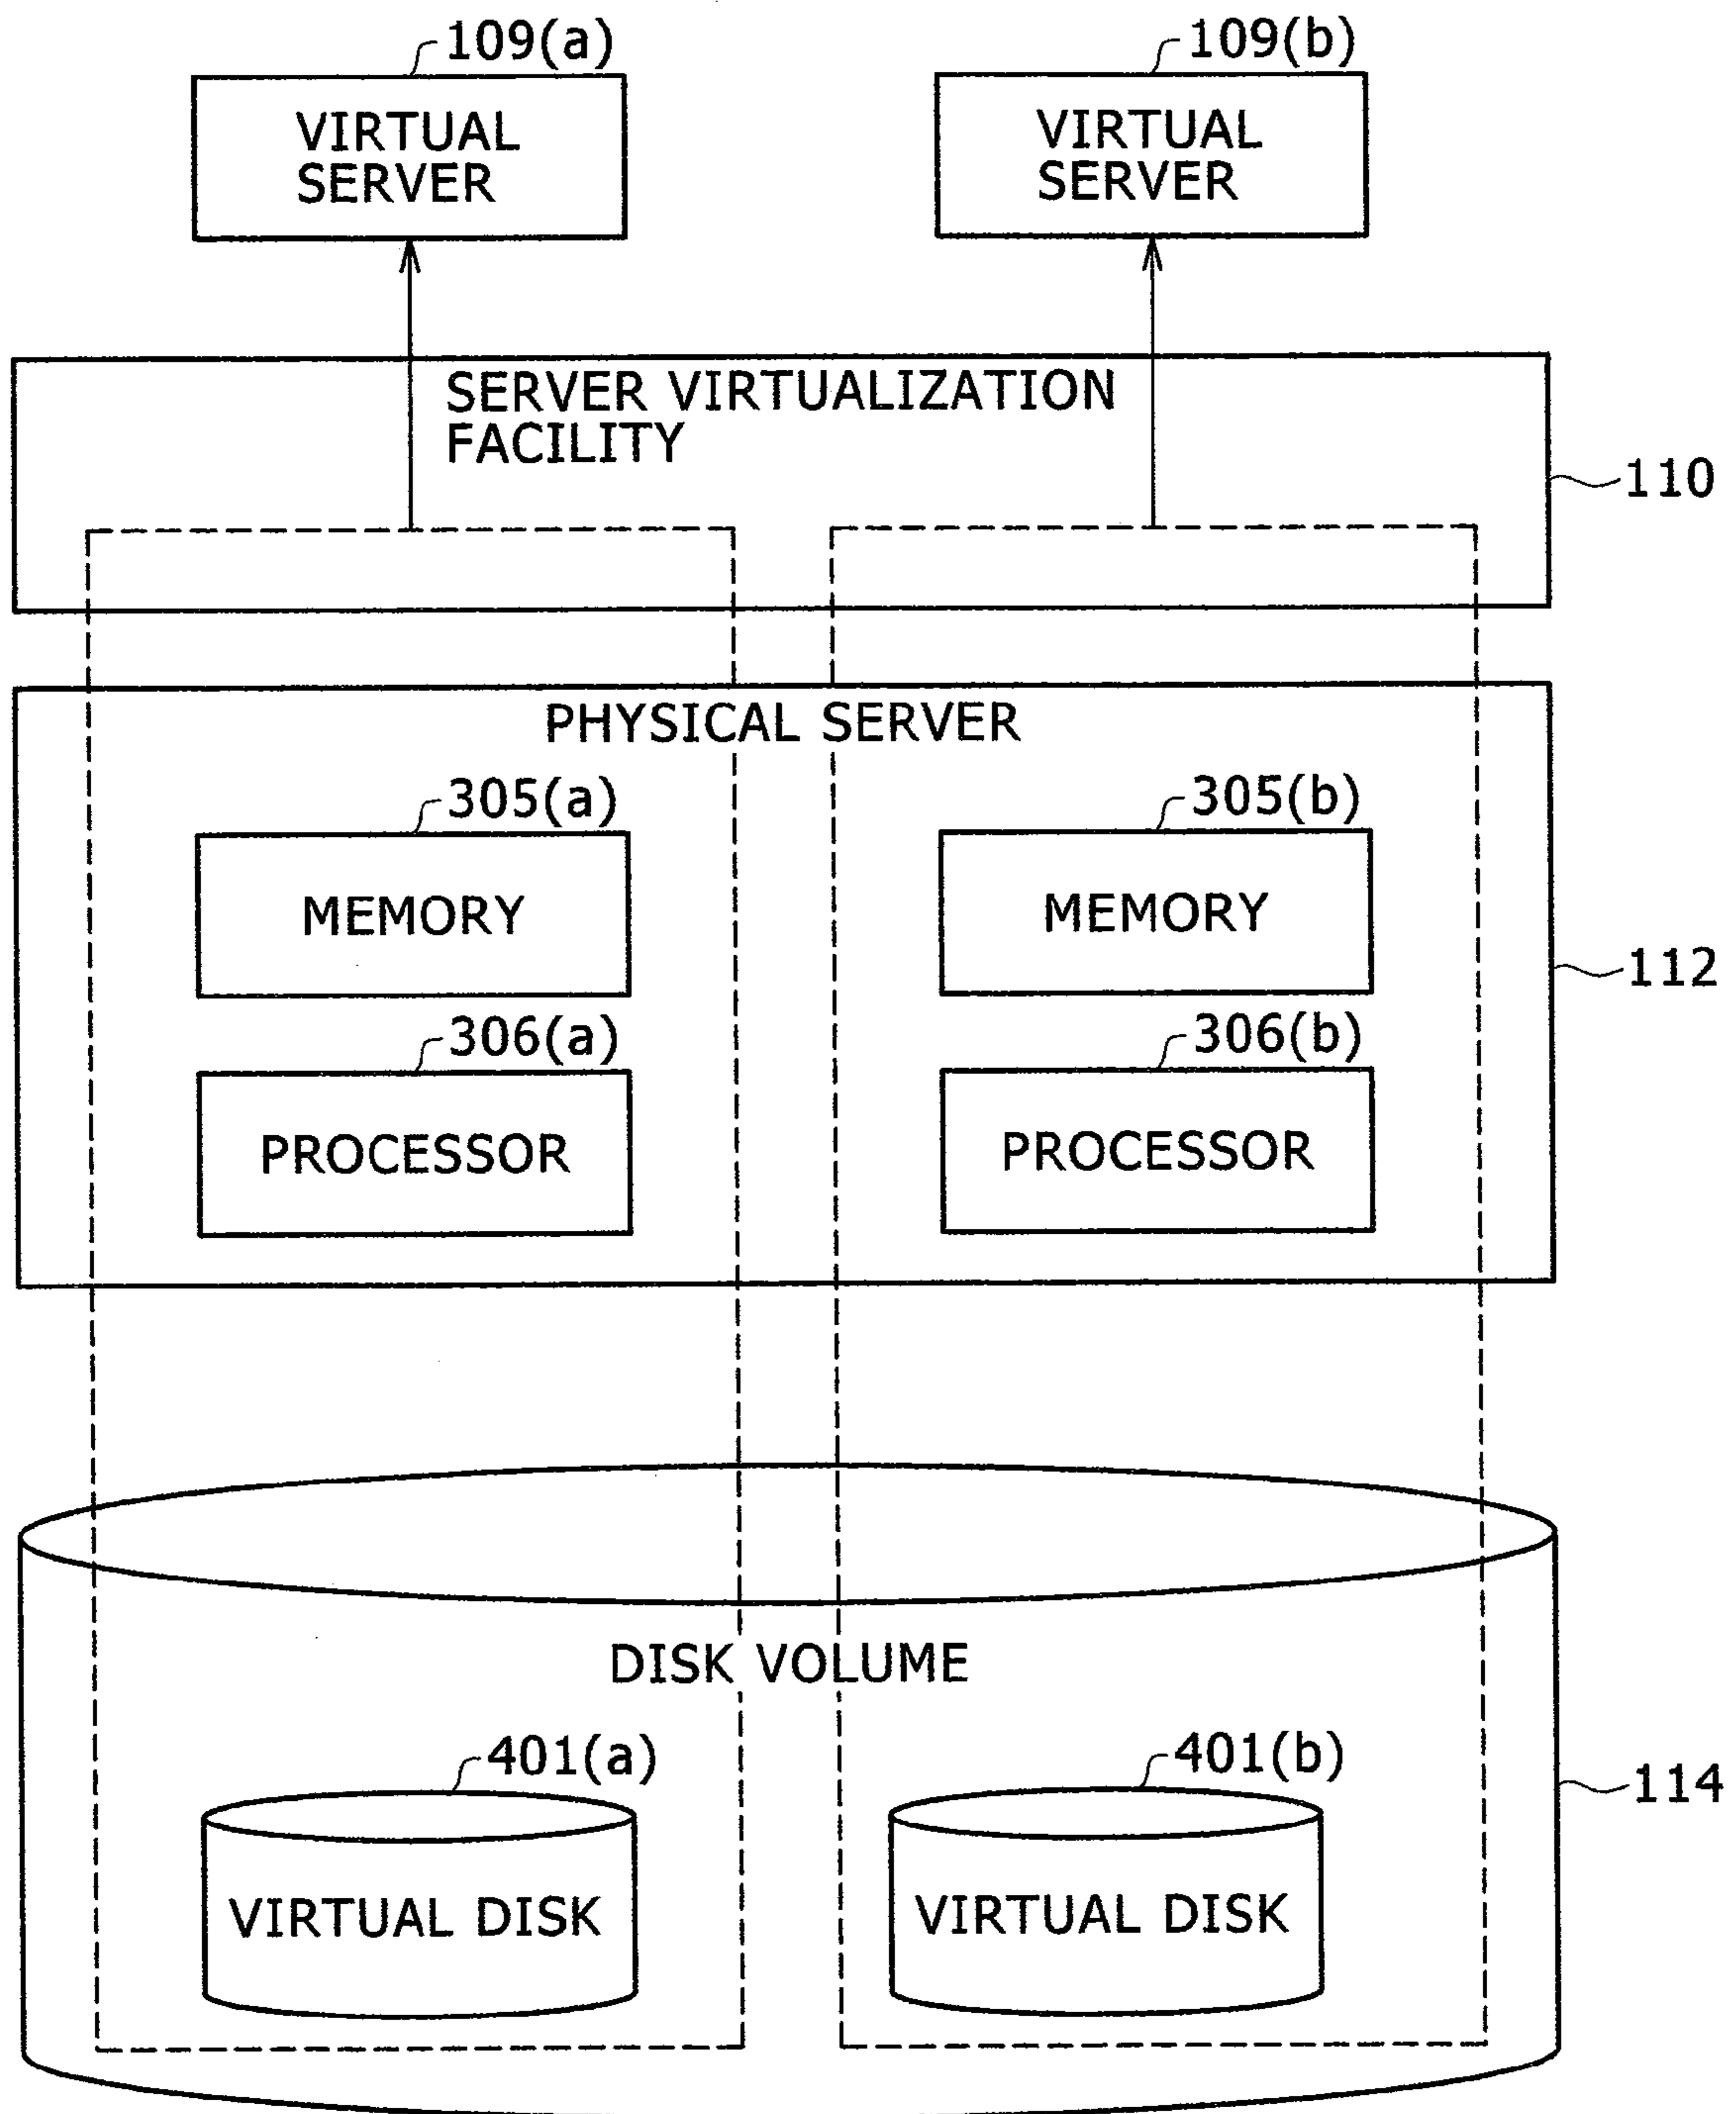 109(a)
109(b)
VIRTUAL
SERVER
VIRTUAL
SERVER
SERVER VIRTUALIZATION
FACILITY
110
PHYSICAL SERVER
305(a)
305(b)
MEMORY
MEMORY
112
306(a)
306(b)
PROCESSOR
PROCESSOR
DISK VOLUME
401(a)
401(b)
114
VIRTUAL DISK
VIRTUAL DISK